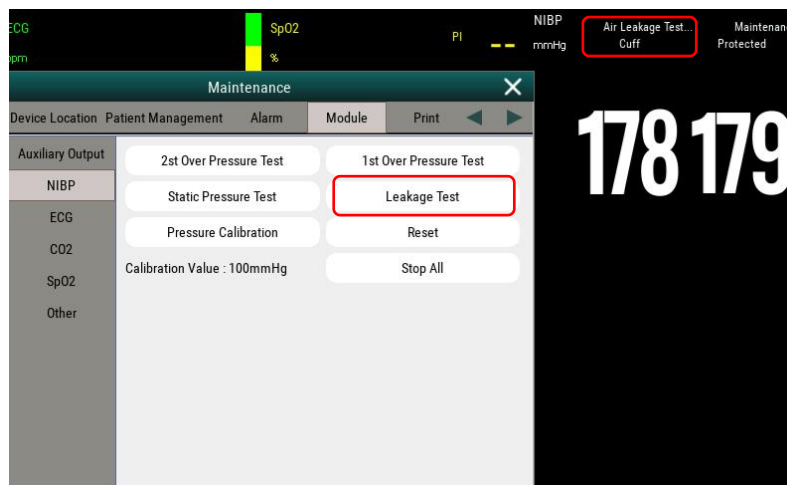 ECG
SpO2
PI
NIBP
Air Leakage Test...
Maintenan
bpm
%
--
mmHg
Cuff
Protected
Maintenance
Device Location
Patient Management
Alarm
Module
Print
178 179
Auxiliary Output
NIBP
ECG
CO2
SpO2
Other
2st Over Pressure Test
1st Over Pressure Test
Static Pressure Test
Leakage Test
Pressure Calibration
Reset
Calibration Value : 100mmHg
Stop All